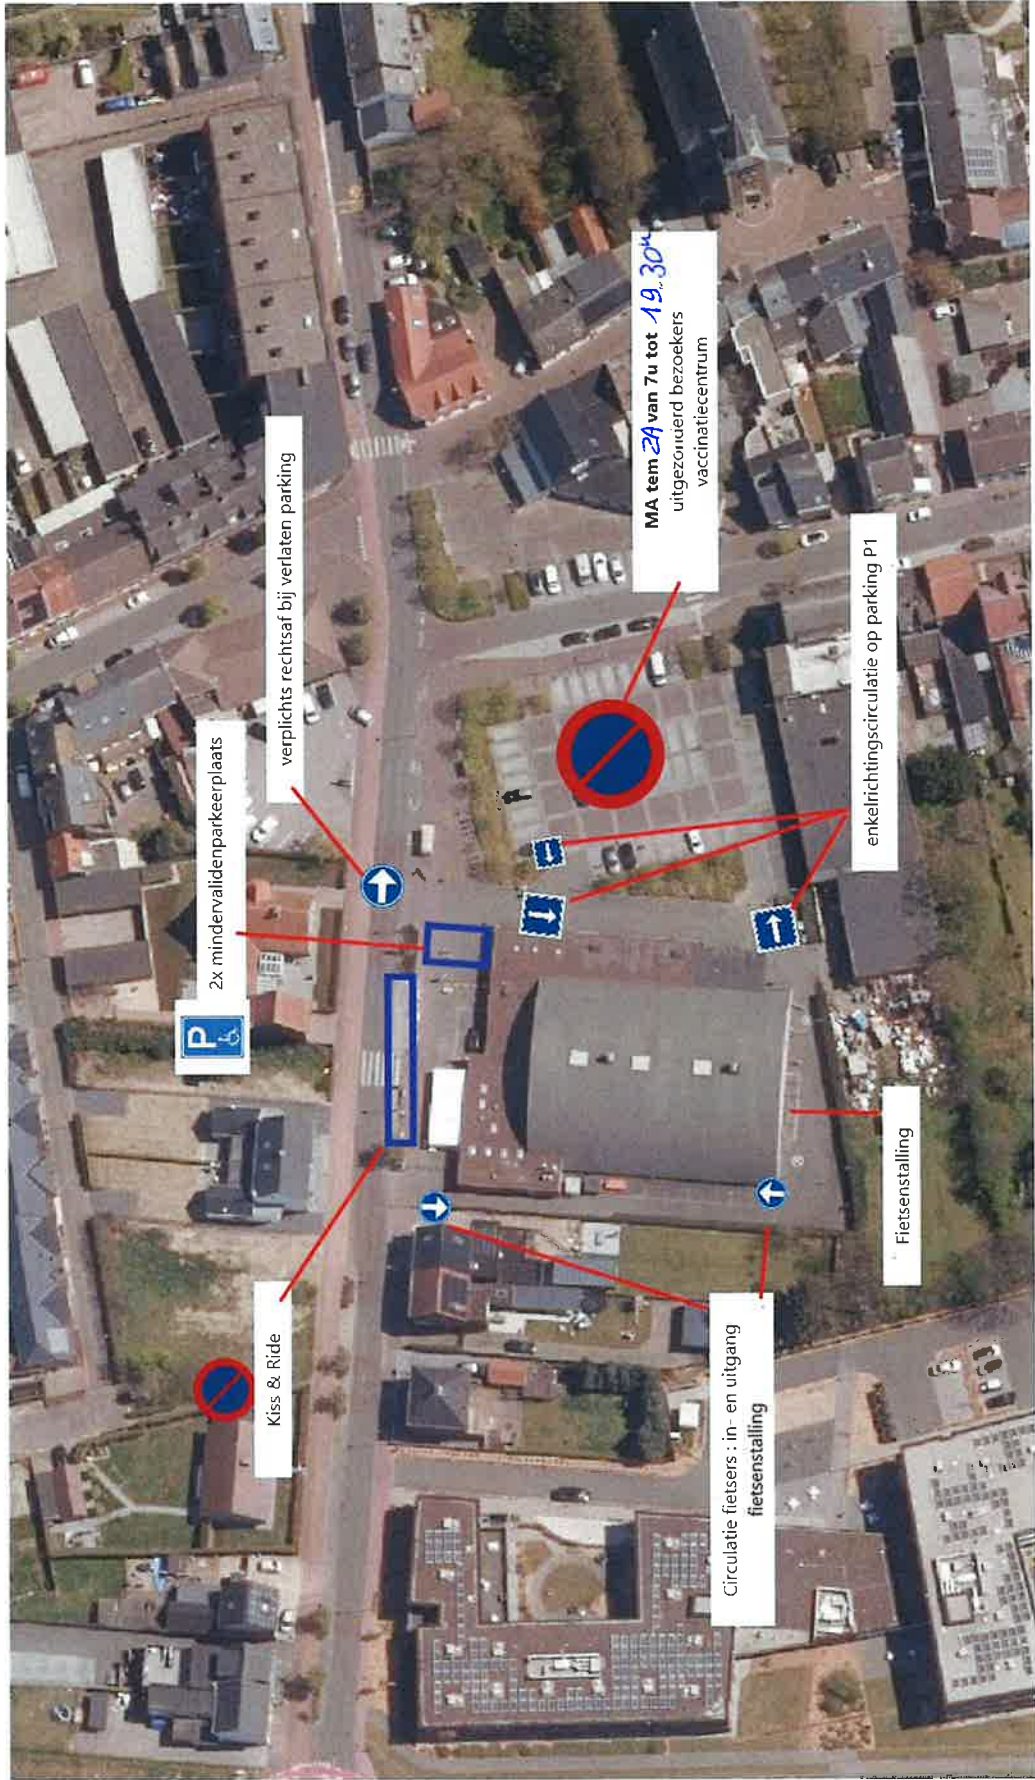 verplichts rechtsaf bij verlaten parking
2x mindervalidenparkeerplaats
P
Kiss & Ride
MA tem ZA van 7u tot 19.30u
uitgezonderd bezoekers
vaccinatiecentrum
enkelrichtingscirculatie op parking P1
Fietsenstalling
Circulatie fietsers : in- en uitgang
fietsenstalling